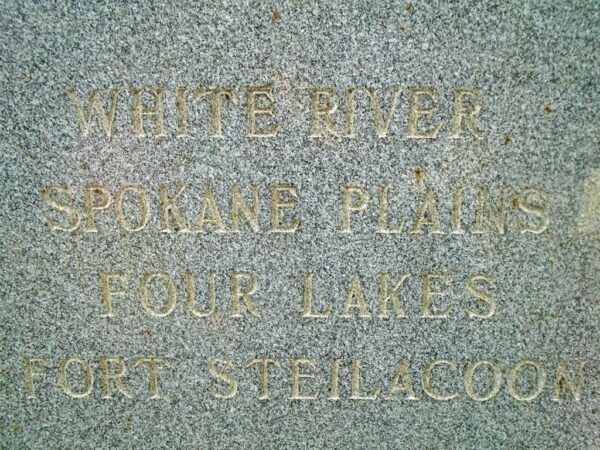 WHITE RIVER
SPOKANE PLAINS
FOUR LAKES
FORT STEILACOON